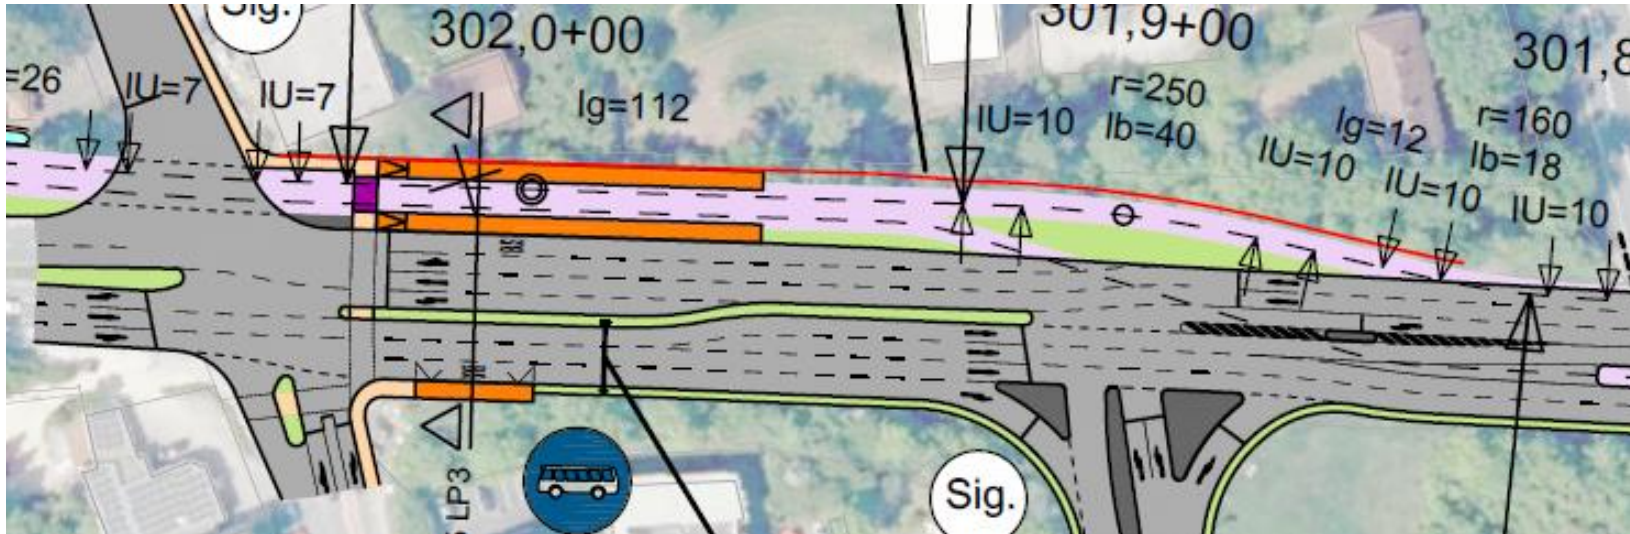 Sig.
302,0+00
301,9+00
301,8
=26
IU=7
IU=7
lg=112
r=250
IU=10
lb=40
lg=12
r=160
IU=10
lb=18
IU=10
IU=10
LP3
Sig.